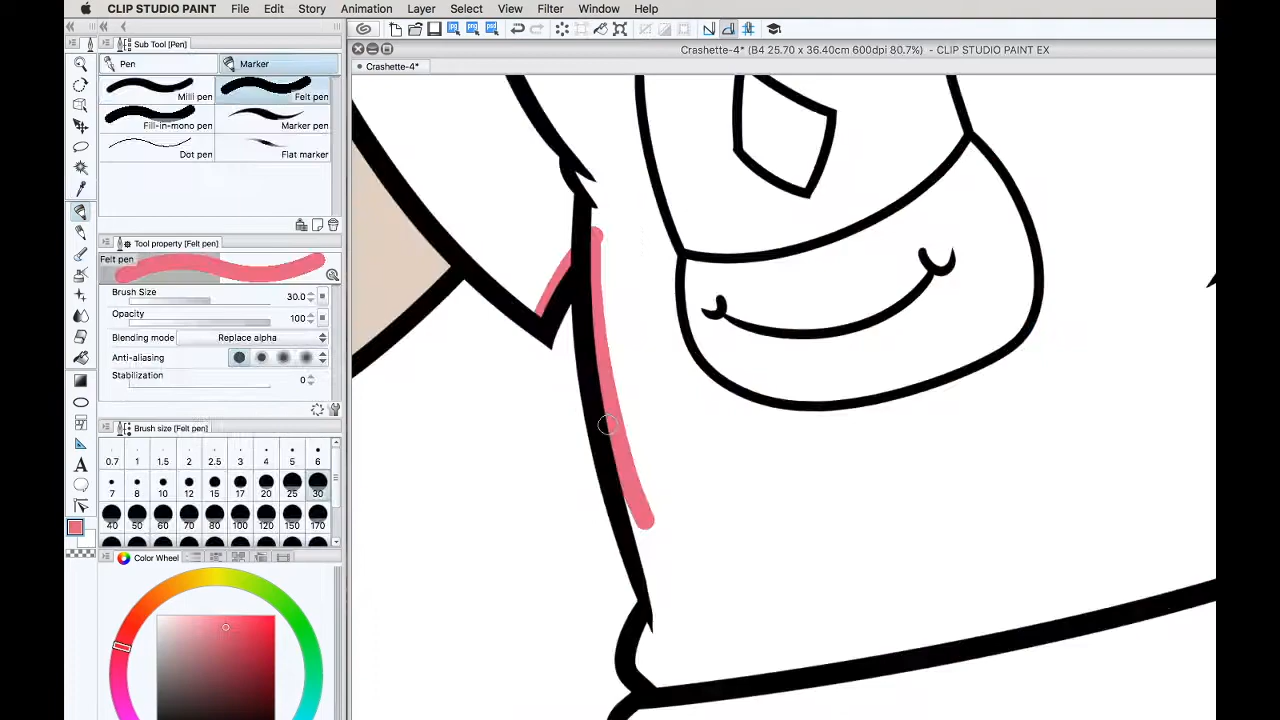 CLIP STUDIO PAINT File Edit Story Animation Layer Select View Filter Window Help
Crashette-4* (B4 25.70 x 36.40cm 600dpi 80.7%) - CLIP STUDIO PAINT EX
Sub Tool [Pen]
Pen Marker
Crashette-4*
Milli pen Felt pen
Fill-in-mono pen Marker pen
Dot pen Flat marker
Tool property [Felt pen]
Felt pen
Brush Size 30.0
Opacity 100
Blending mode Replace alpha
Anti-aliasing
Stabilization 0
Brush size [Felt pen]
0.7 1 1.5 2 2.5 3 4 5 6
7 8 10 12 15 17 20 25 30
40 50 60 70 80 100 120 150 170
Color Wheel